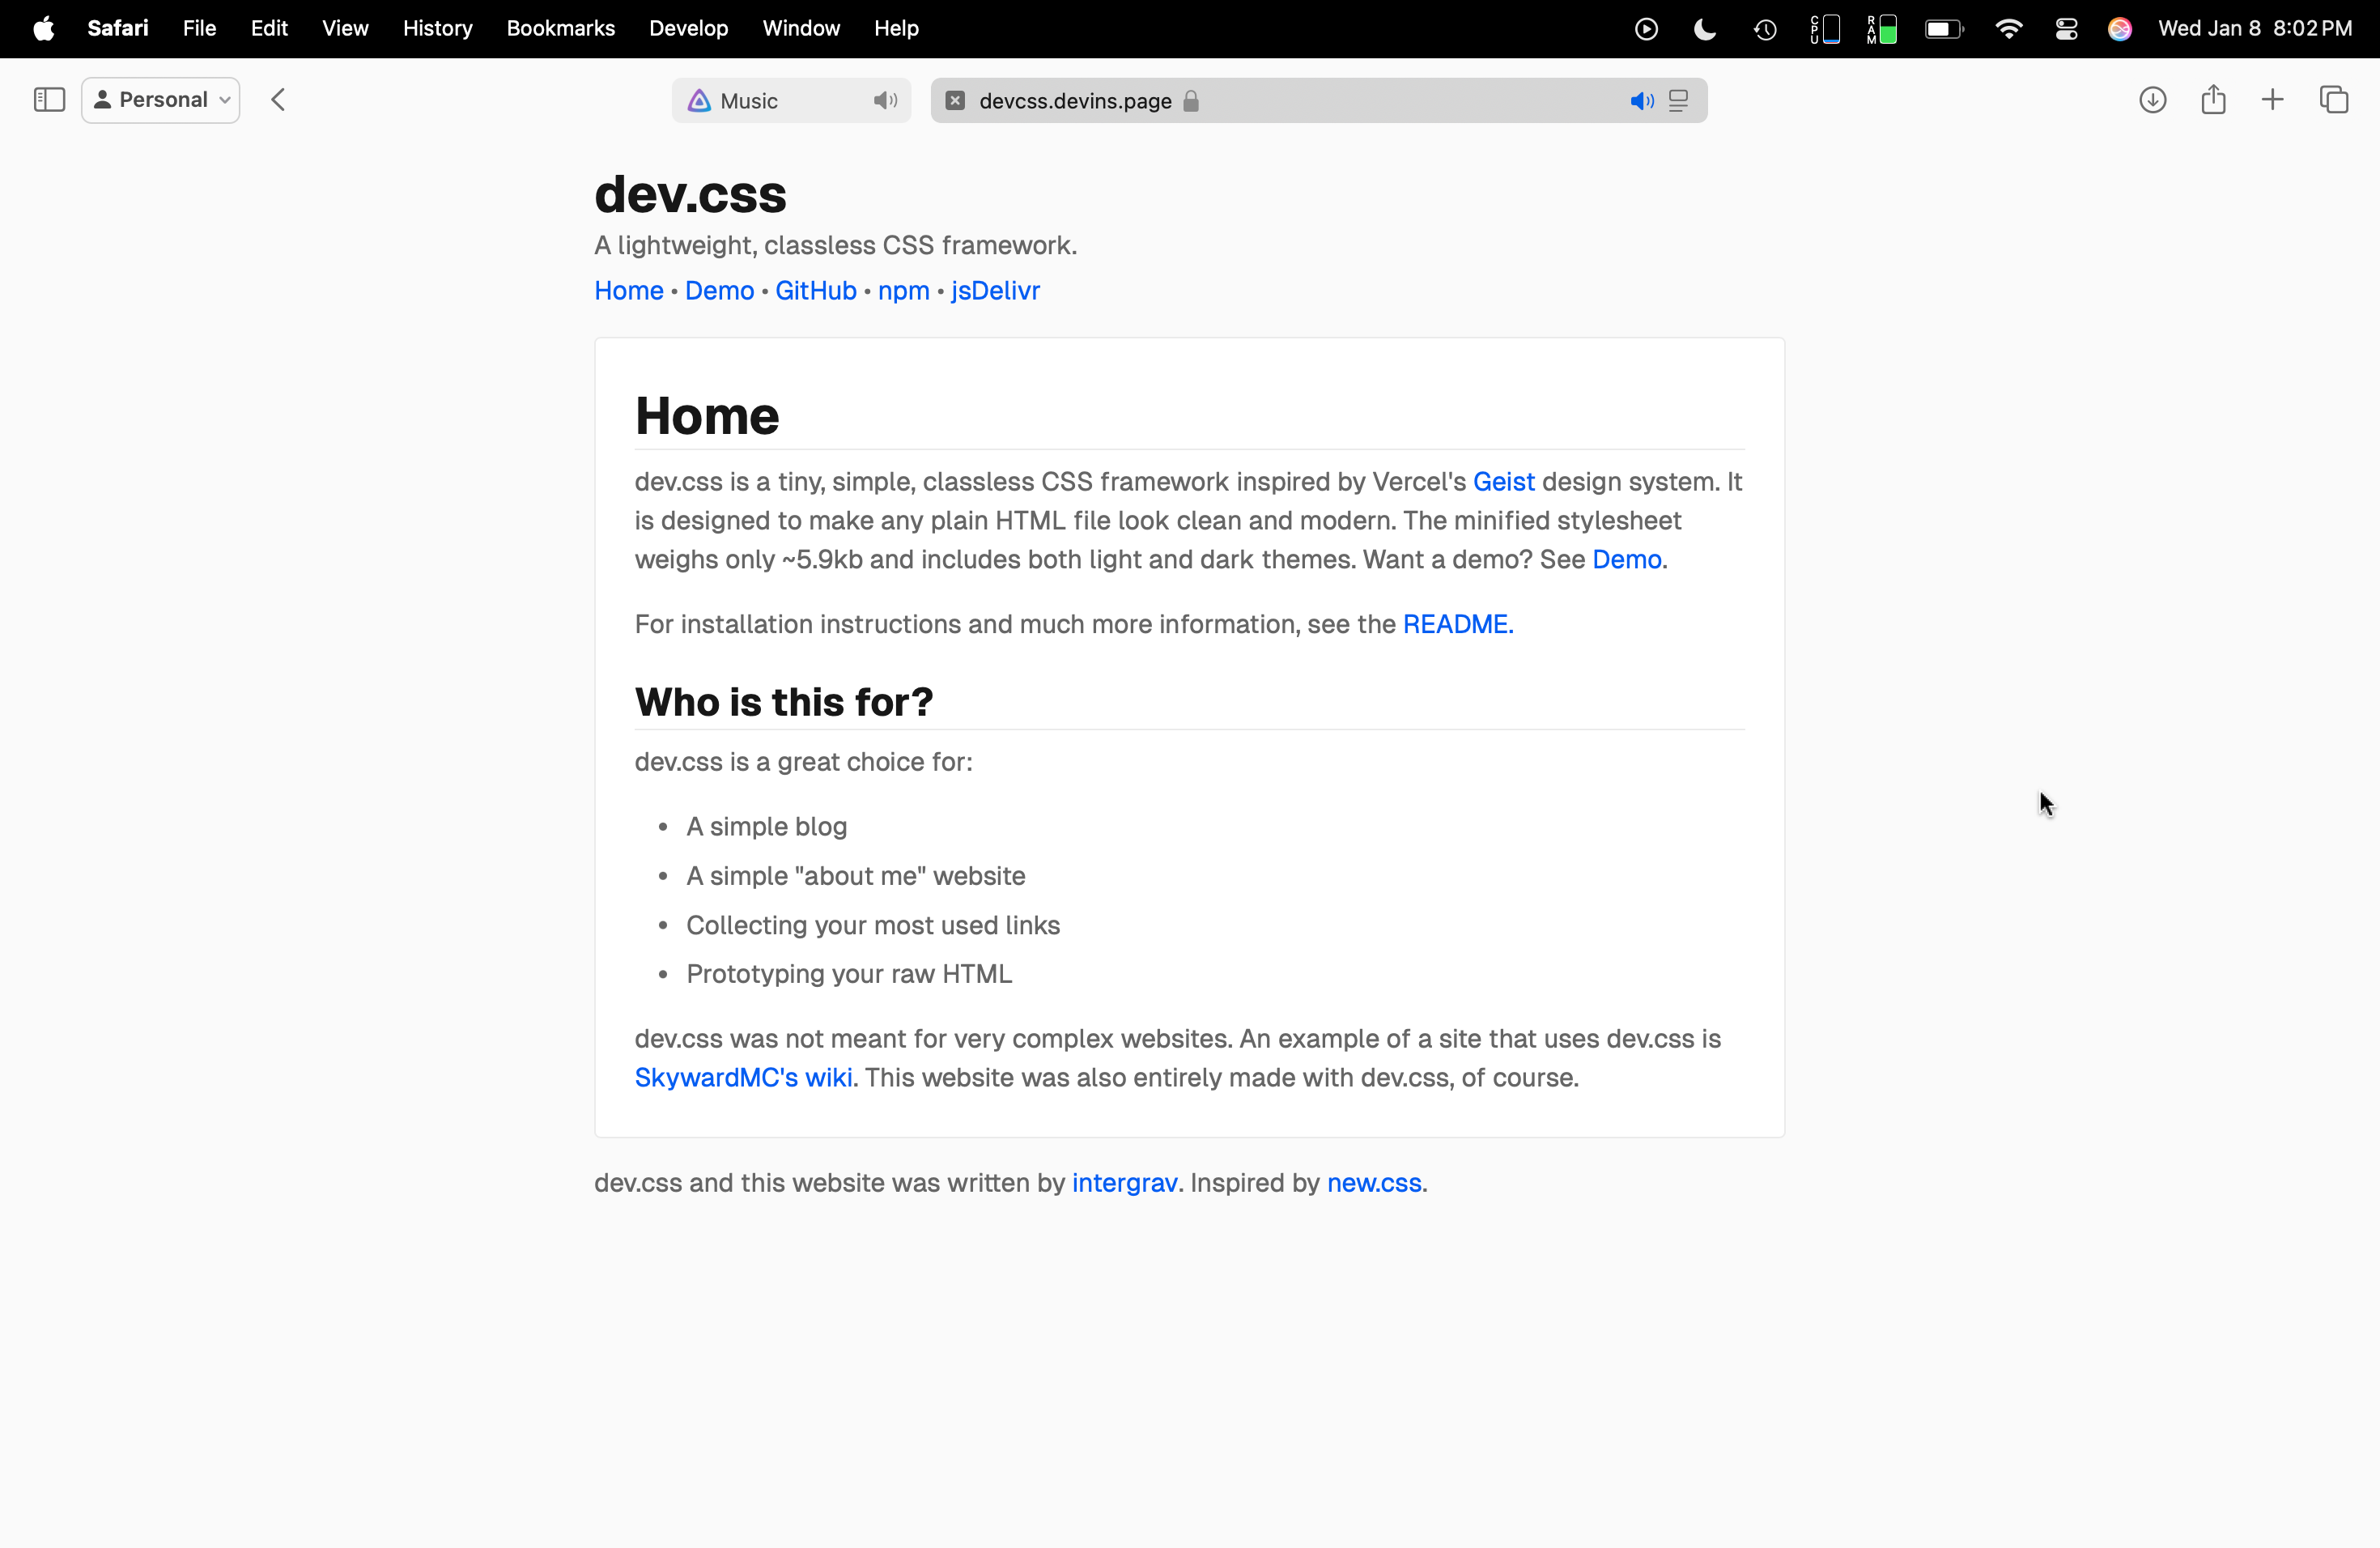 Safari File Edit View History Bookmarks Develop Window Help CPU RAM Wed Jan 8 8:02 PM
Personal Music devcss.devins.page
dev.css
A lightweight, classless CSS framework.
Home • Demo • GitHub • npm • jsDelivr
Home
dev.css is a tiny, simple, classless CSS framework inspired by Vercel's Geist design system. It
is designed to make any plain HTML file look clean and modern. The minified stylesheet
weighs only ~5.9kb and includes both light and dark themes. Want a demo? See Demo.
For installation instructions and much more information, see the README.
Who is this for?
dev.css is a great choice for:
• A simple blog
• A simple "about me" website
• Collecting your most used links
• Prototyping your raw HTML
dev.css was not meant for very complex websites. An example of a site that uses dev.css is
SkywardMC's wiki. This website was also entirely made with dev.css, of course.
dev.css and this website was written by intergrav. Inspired by new.css.